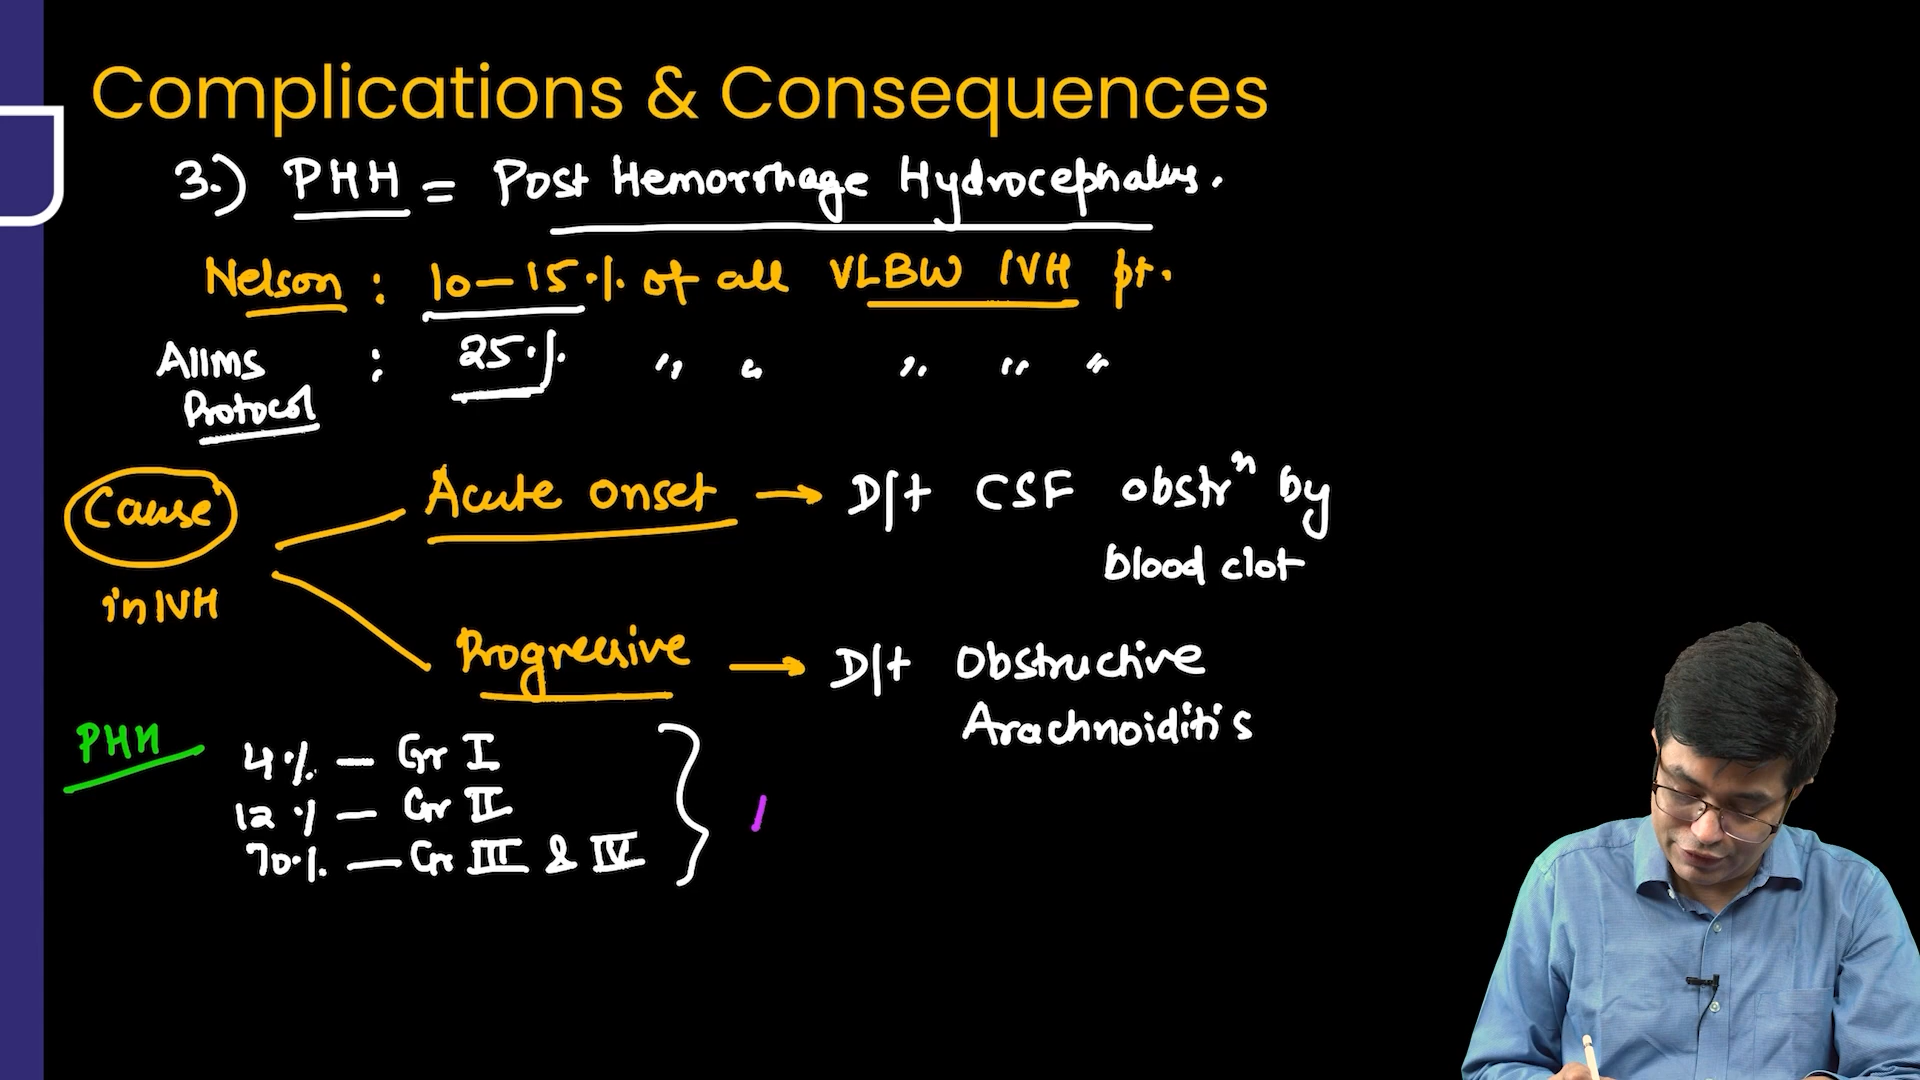 Complications & Consequences
3.) PHH = Post Hemorrhage Hydrocephalus.
Nelson : 10-15% of all VLBW IVH pt.
AIIMS : 25% " " " " "
Protocol
Cause
in IVH
Acute onset → D/t CSF obstrⁿ by
blood clot
Progressive → D/t Obstructive
Arachnoiditis
PHH
4% — Gr I
12% — Gr II
70% — Gr III & IV